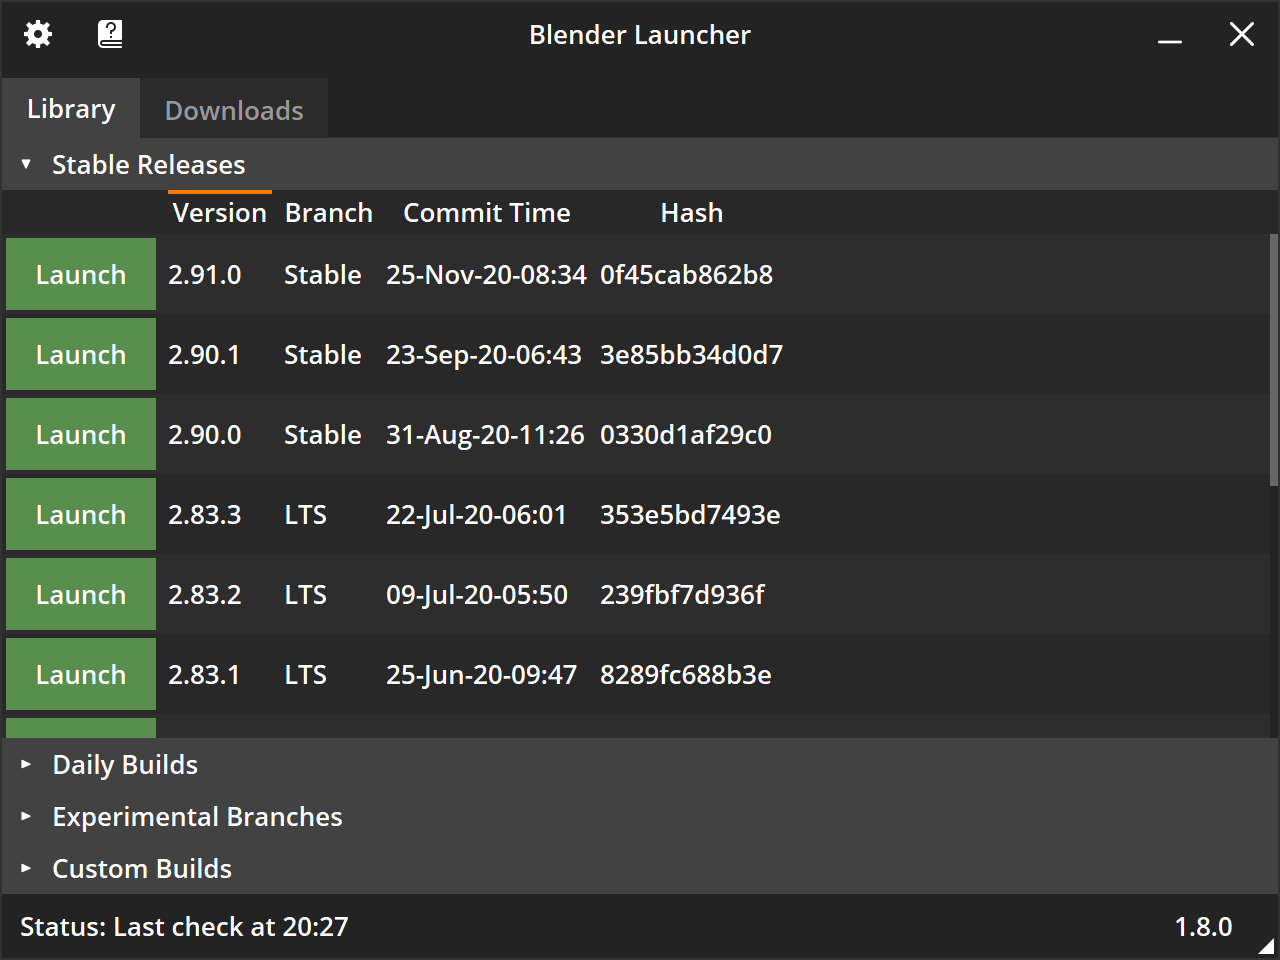 Blender Launcher
Library Downloads
Stable Releases
Version Branch Commit Time Hash
Launch 2.91.0 Stable 25-Nov-20-08:34 0f45cab862b8
Launch 2.90.1 Stable 23-Sep-20-06:43 3e85bb34d0d7
Launch 2.90.0 Stable 31-Aug-20-11:26 0330d1af29c0
Launch 2.83.3 LTS 22-Jul-20-06:01 353e5bd7493e
Launch 2.83.2 LTS 09-Jul-20-05:50 239fbf7d936f
Launch 2.83.1 LTS 25-Jun-20-09:47 8289fc688b3e
Daily Builds
Experimental Branches
Custom Builds
Status: Last check at 20:27 1.8.0